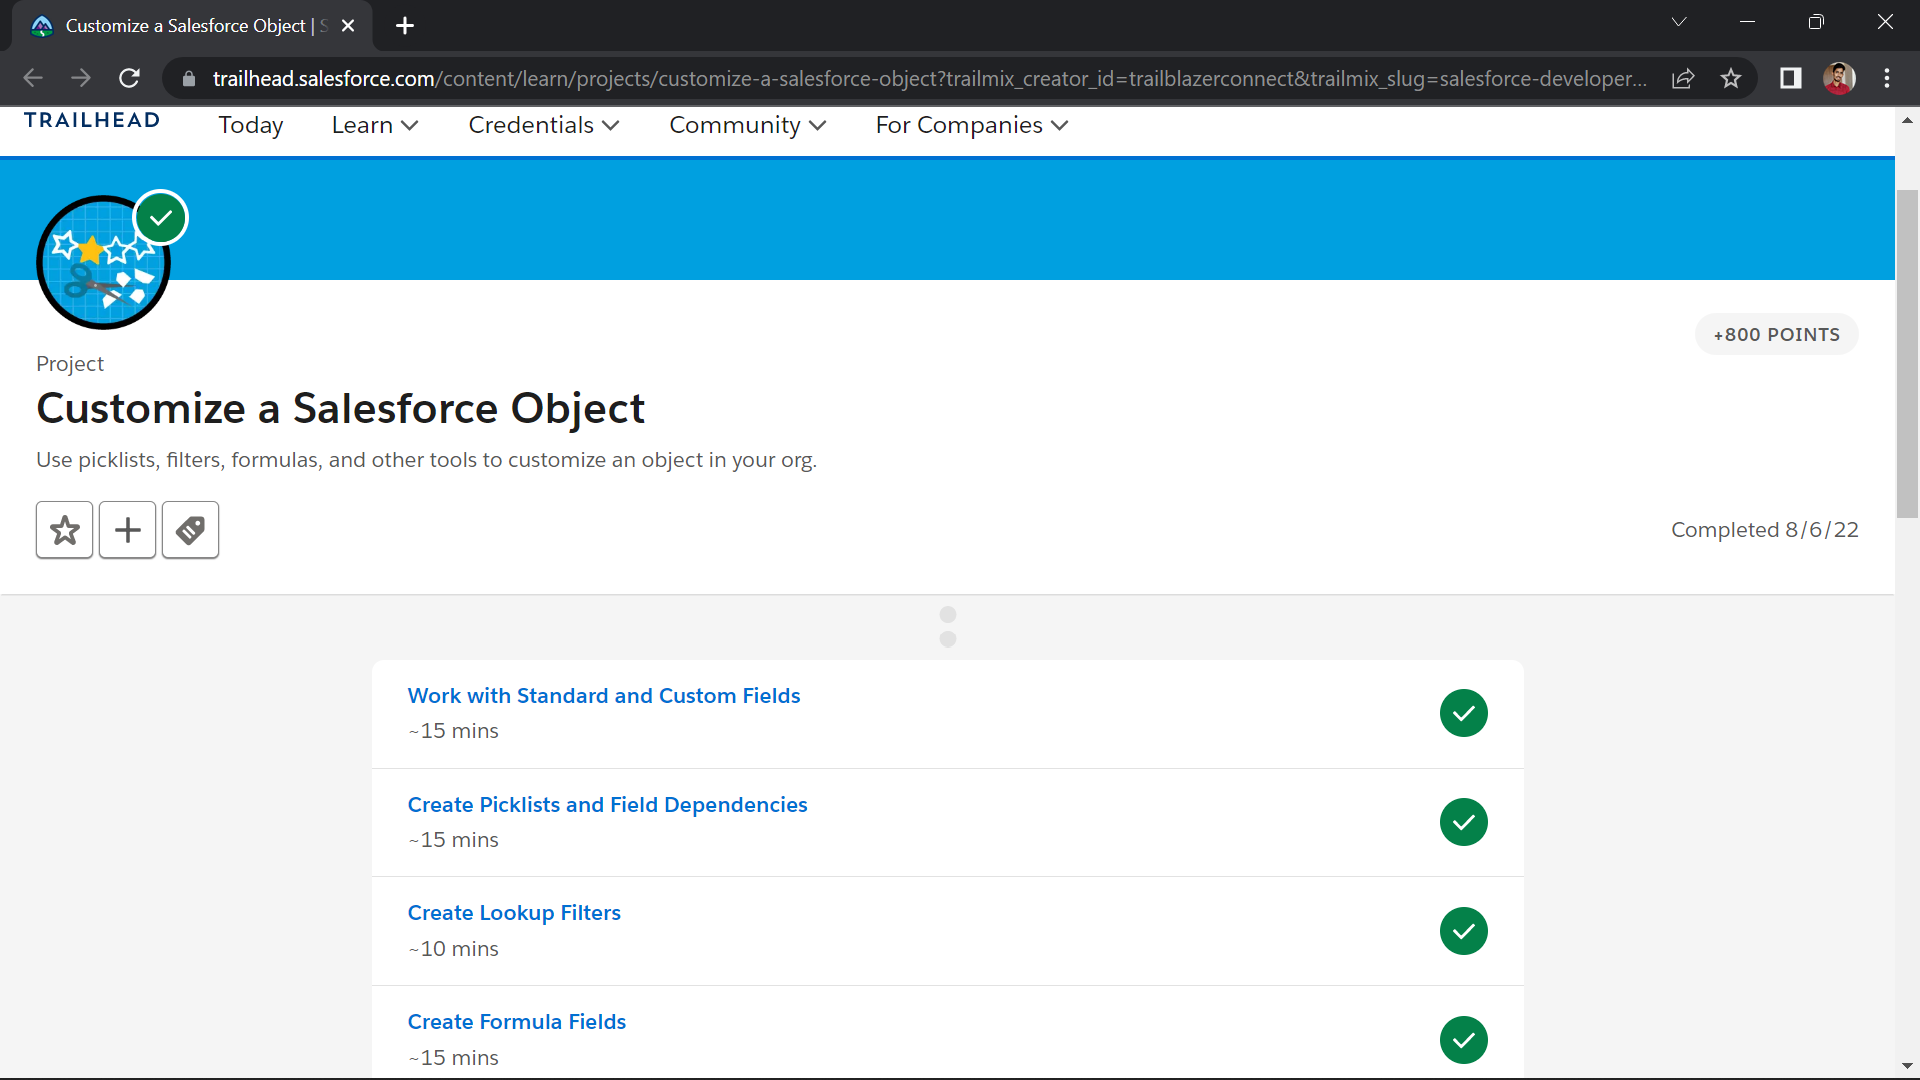 Customize a Salesforce Object | S
trailhead.salesforce.com/content/learn/projects/customize-a-salesforce-object?trailmix_creator_id=trailblazerconnect&trailmix_slug=salesforce-developer...
TRAILHEAD Today Learn Credentials Community For Companies
+800 POINTS
Project
Customize a Salesforce Object
Use picklists, filters, formulas, and other tools to customize an object in your org.
Completed 8/6/22
Work with Standard and Custom Fields
~15 mins
Create Picklists and Field Dependencies
~15 mins
Create Lookup Filters
~10 mins
Create Formula Fields
~15 mins